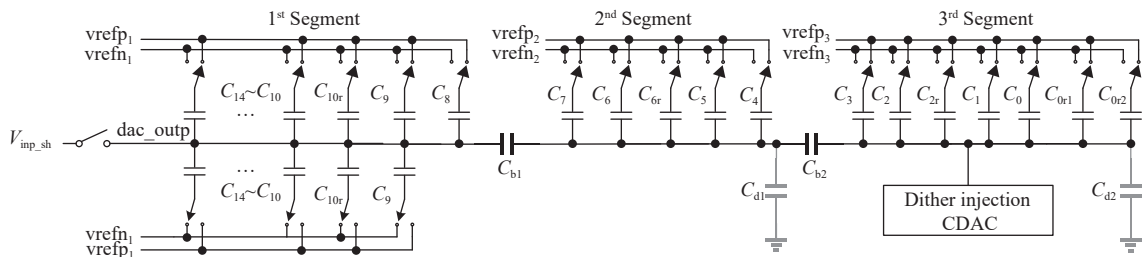 1st Segment 2nd Segment 3rd Segment
vrefp1 vrefp2 vrefp3
vrefn1 vrefn2 vrefn3
C14~C10 C10r C9 C8 C7 C6 C6r C5 C4 C3 C2 C2r C1 C0 C0r1 C0r2
...
Vinp_sh dac_outp
Cb1 Cb2
...
C14~C10 C10r C9 Cd1 Cd2
Dither injection
CDAC
vrefn1
vrefp1